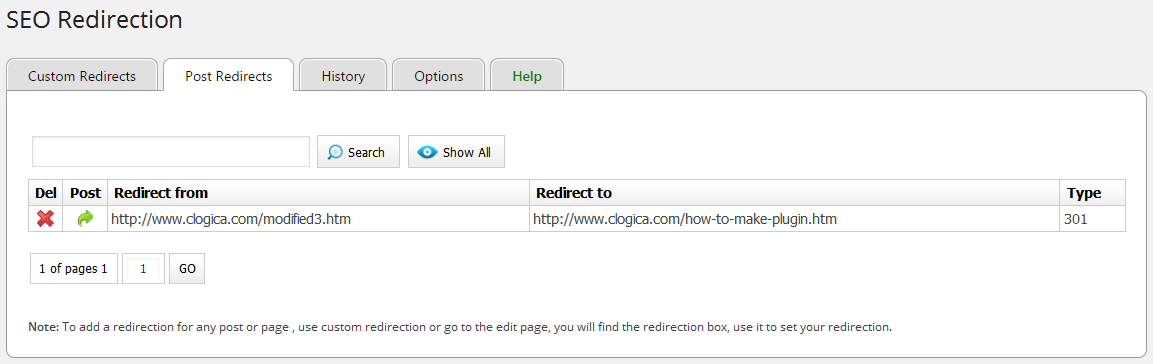 SEO Redirection
Custom Redirects Post Redirects History Options Help
Search Show All
Del Post Redirect from Redirect to Type
http://www.clogica.com/modified3.htm http://www.clogica.com/how-to-make-plugin.htm 301
1 of pages 1 1 GO
Note: To add a redirection for any post or page , use custom redirection or go to the edit page, you will find the redirection box, use it to set your redirection.